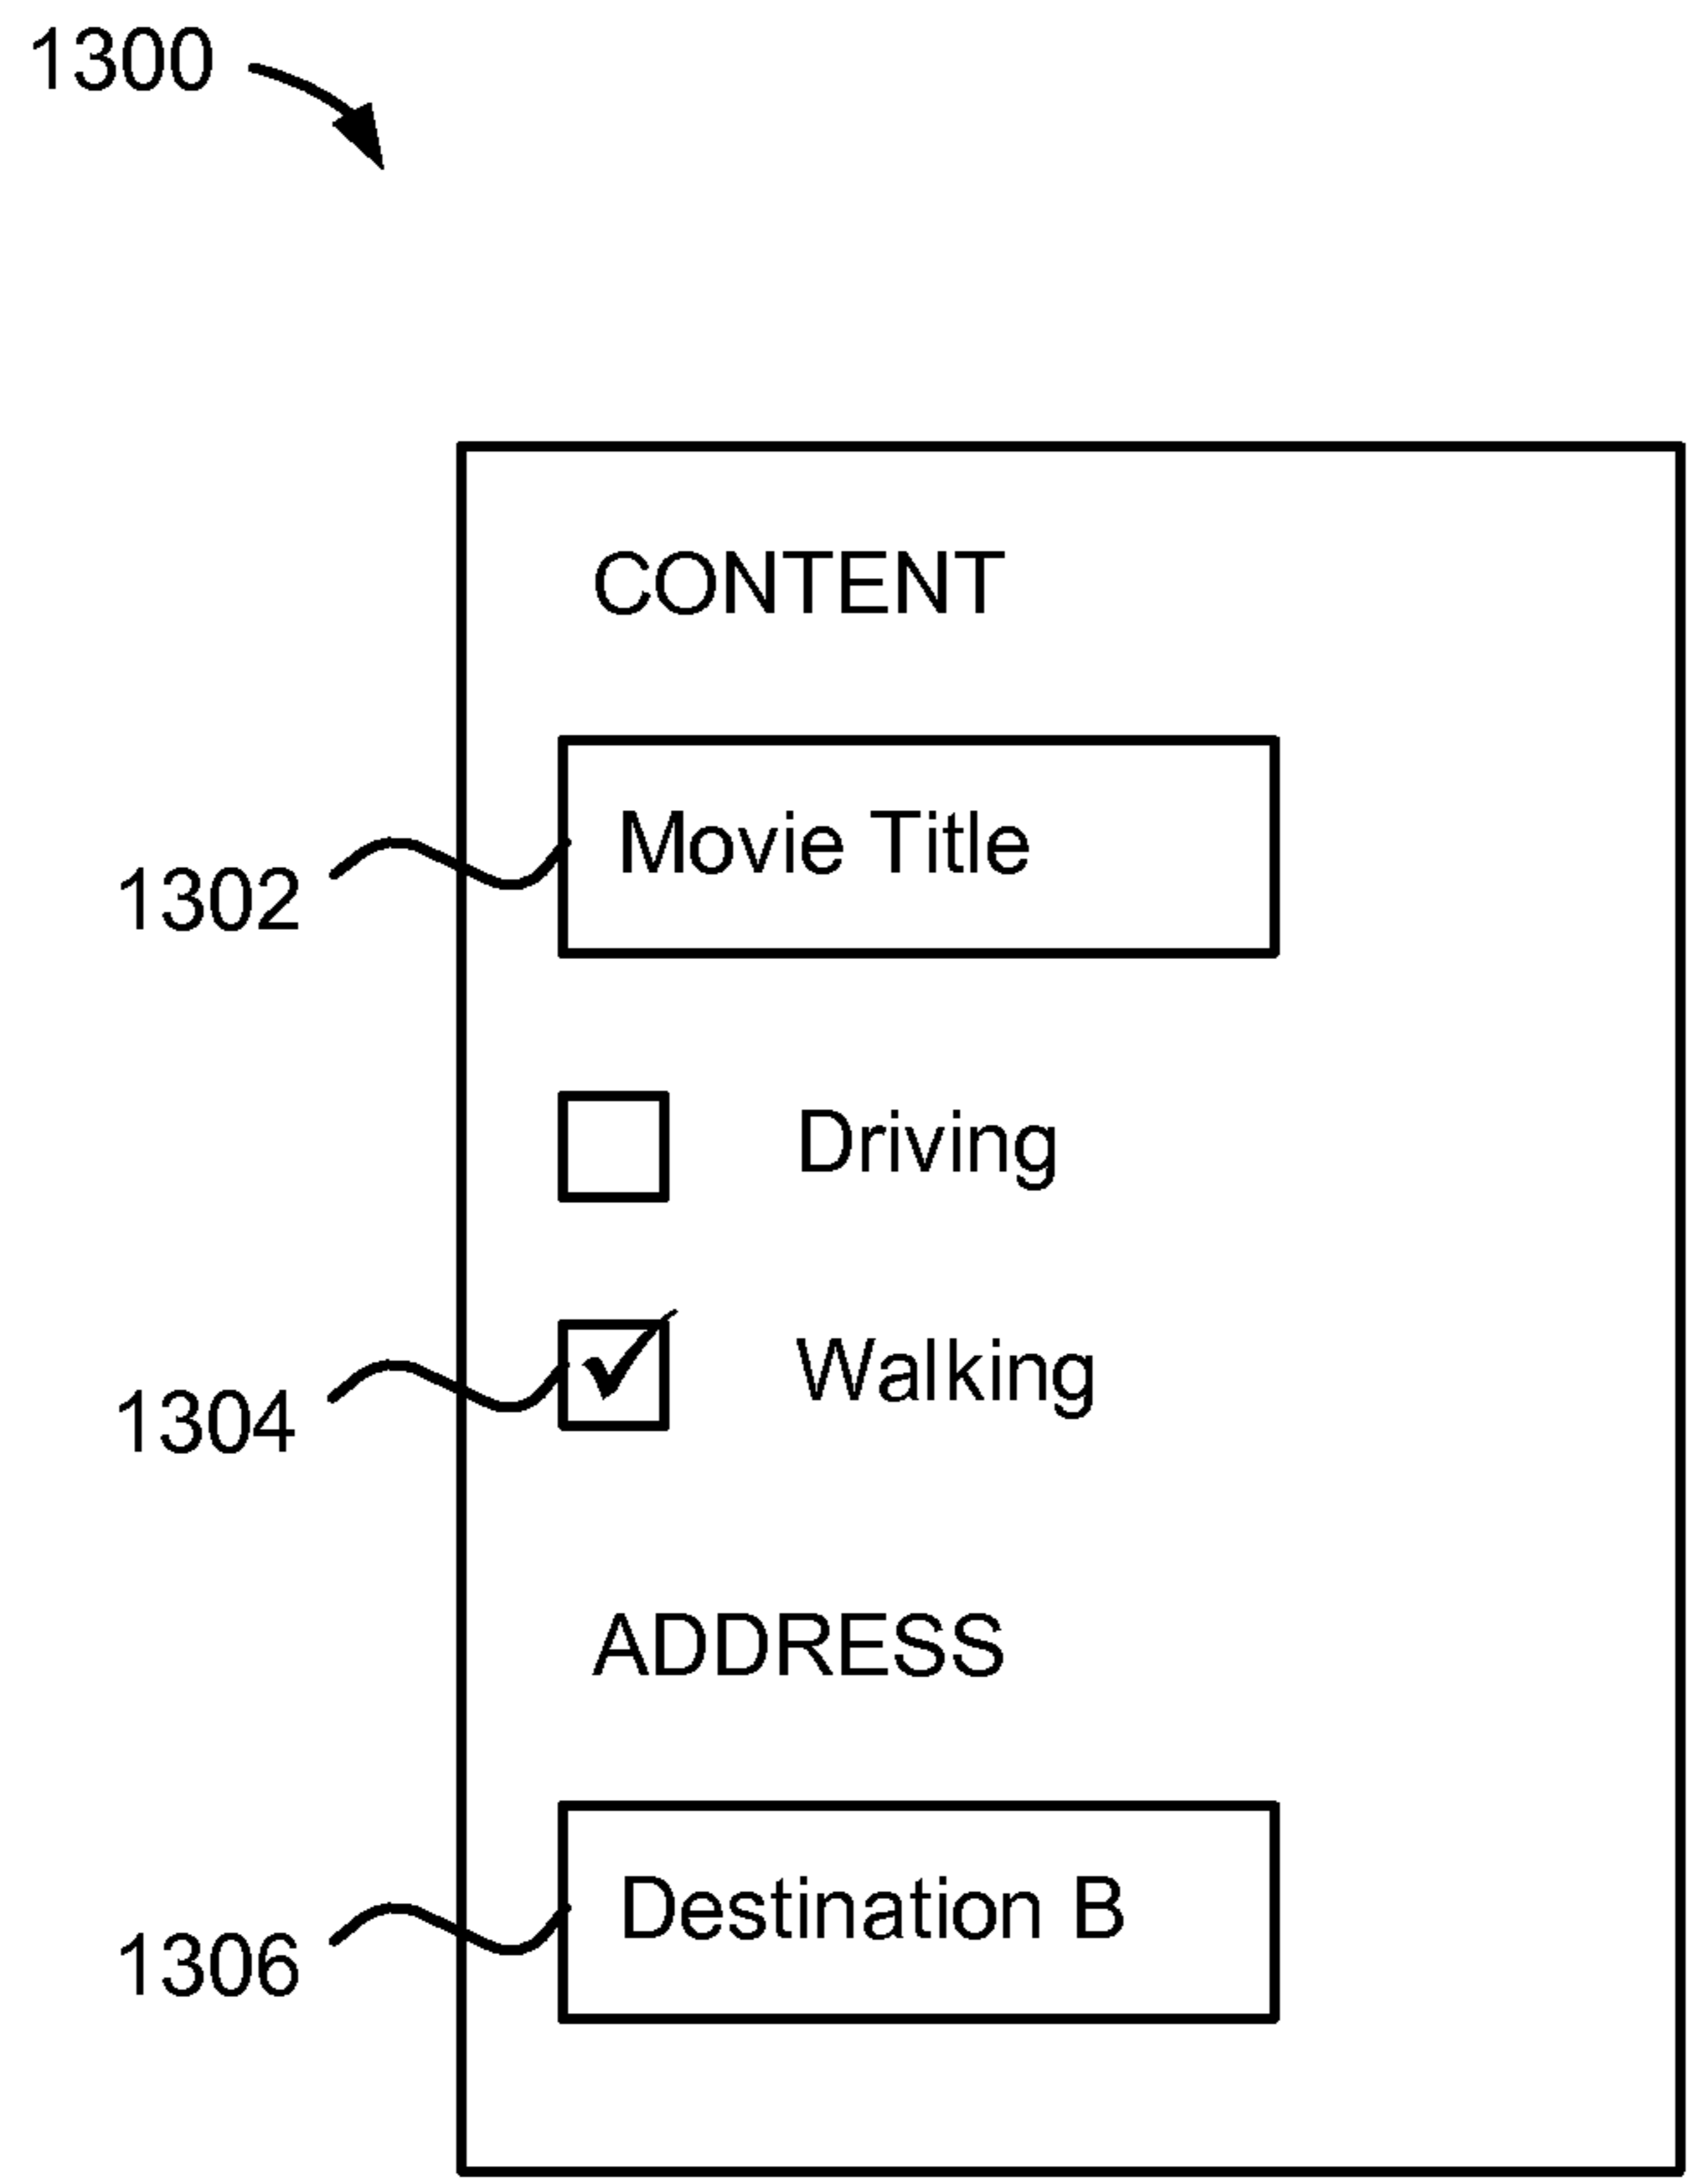 1300
CONTENT
Movie Title
1302
Driving
Walking
1304
ADDRESS
Destination B
1306